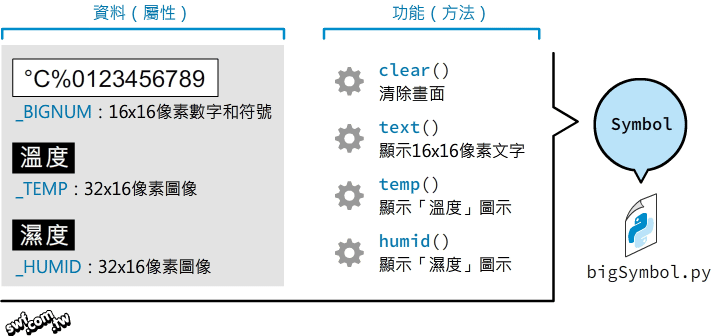 資料（屬性）
功能（方法）
°C%0123456789
_BIGNUM：16x16像素數字和符號
溫度
_TEMP：32x16像素圖像
濕度
_HUMID：32x16像素圖像
clear()
清除畫面
text()
顯示16x16像素文字
temp()
顯示「溫度」圖示
humid()
顯示「濕度」圖示
Symbol
bigSymbol.py
swf.com.tw